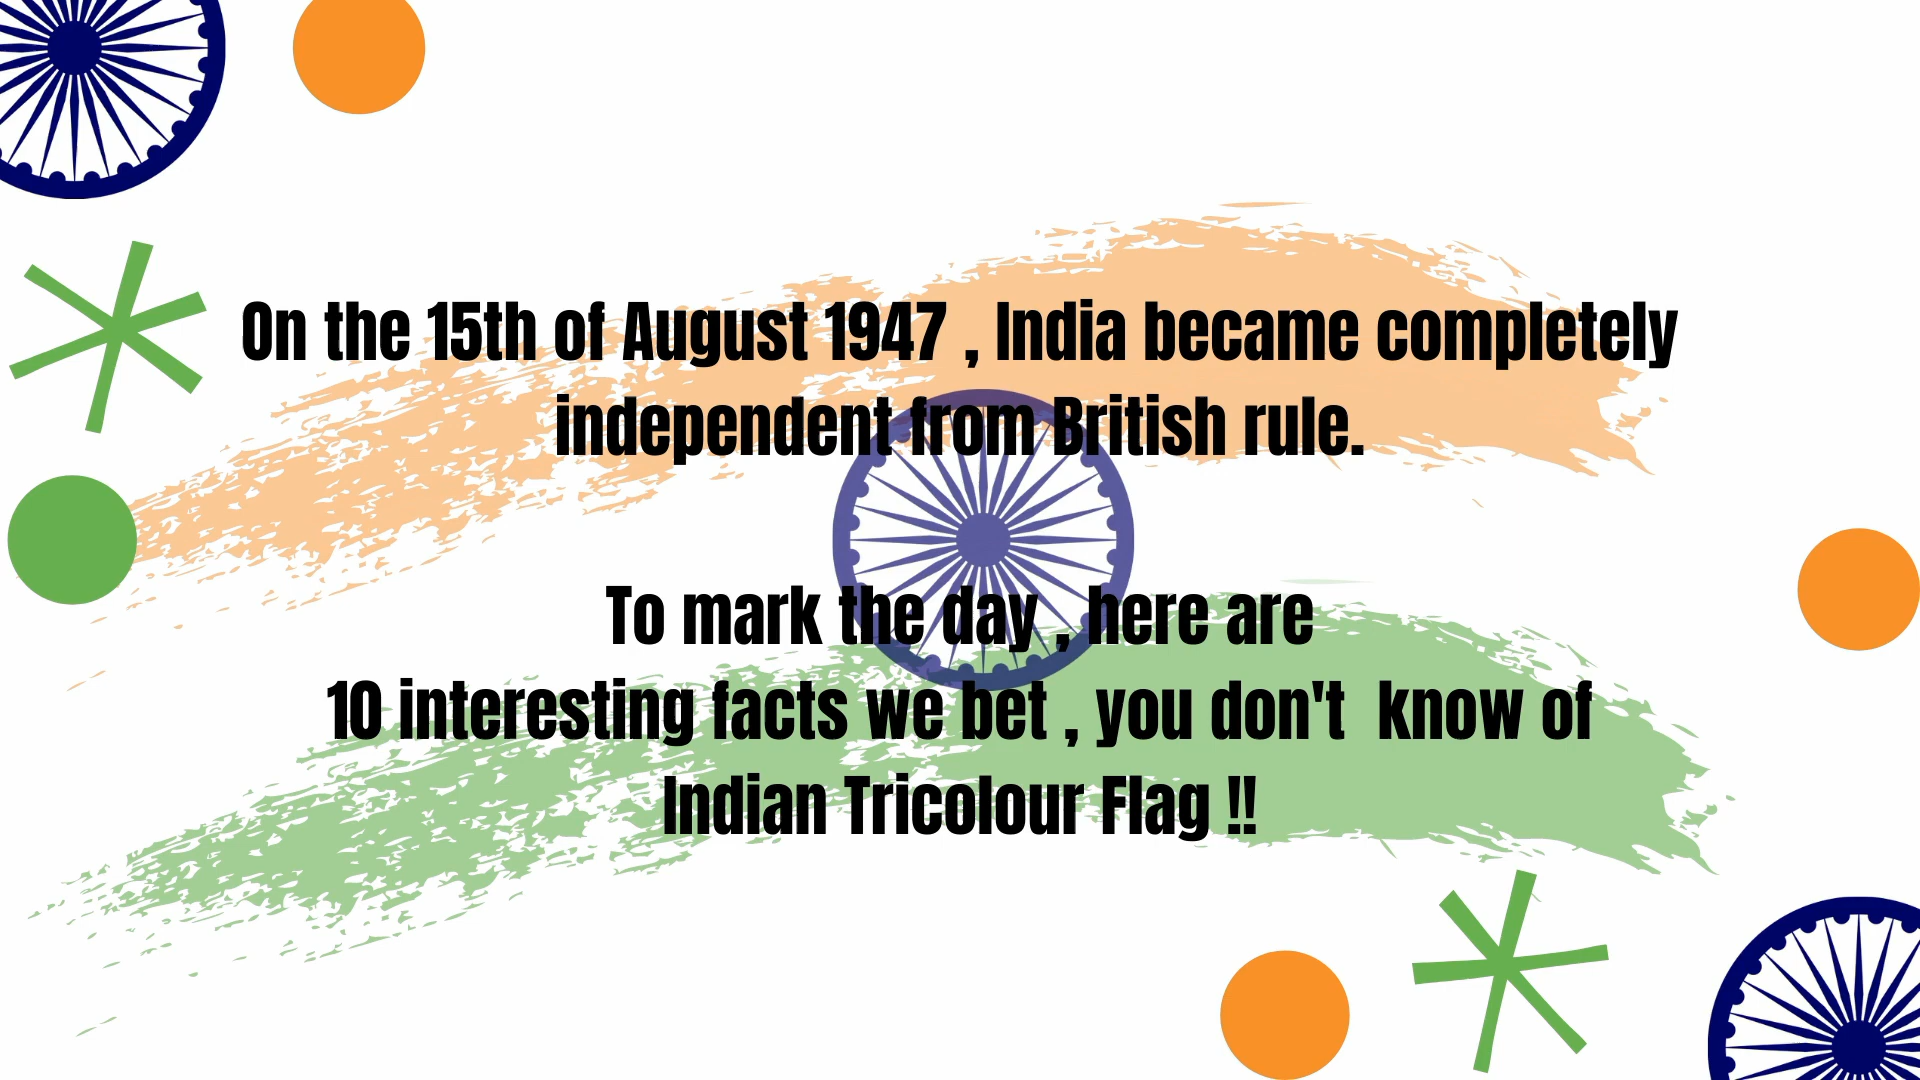 On the 15th of August 1947 , India became completely
independent from British rule.
To mark the day , here are
10 interesting facts we bet , you don't  know of
Indian Tricolour Flag !!